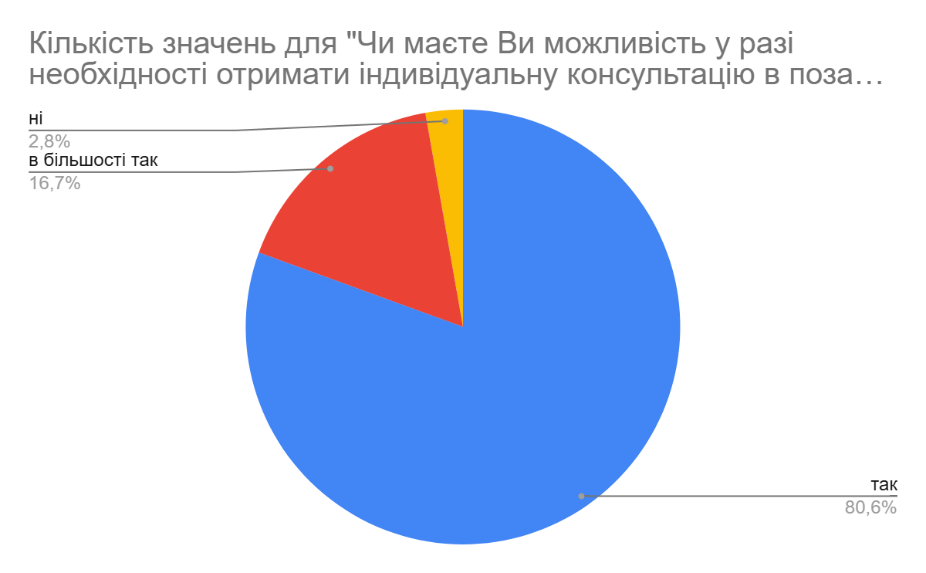 Кількість значень для "Чи маєте Ви можливість у разі
необхідності отримати індивідуальну консультацію в поза…
ні
2,8%
в більшості так
16,7%
так
80,6%